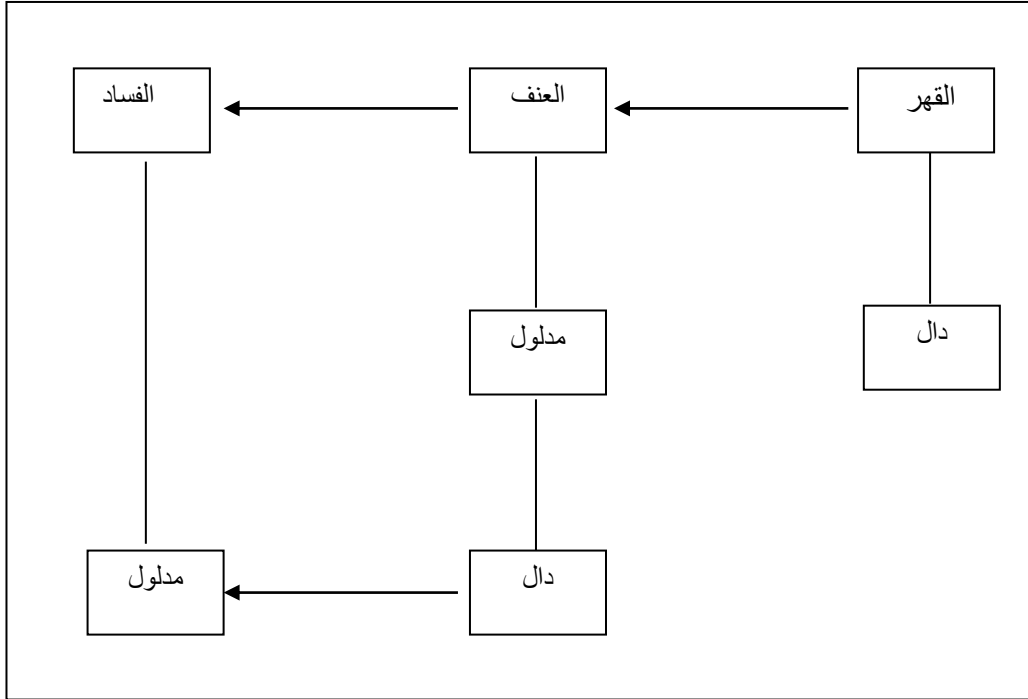 القهر
العنف
الفساد
دال
مدلول
دال
مدلول